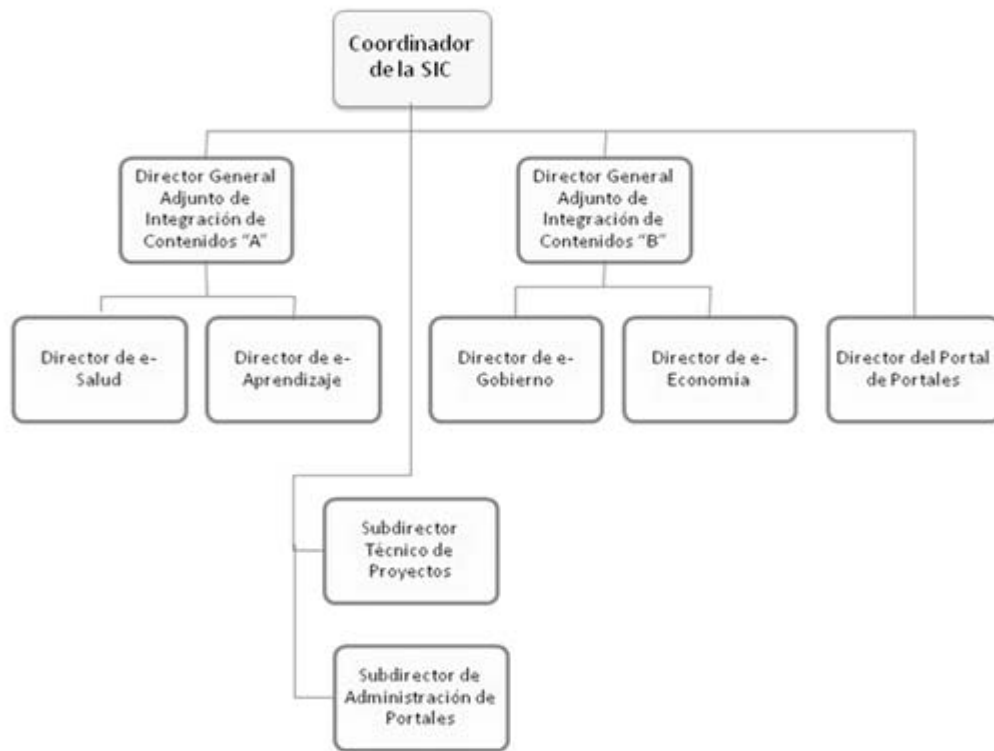 Coordinador
de la SIC
Director General
Adjunto de
Integración de
Contenidos “A”
Director General
Adjunto de
Integración de
Contenidos “B”
Director de e-
Salud
Director de e-
Aprendizaje
Director de e-
Gobierno
Director de e-
Economía
Director del Portal
de Portales
Subdirector
Técnico de
Proyectos
Subdirector de
Administración de
Portales